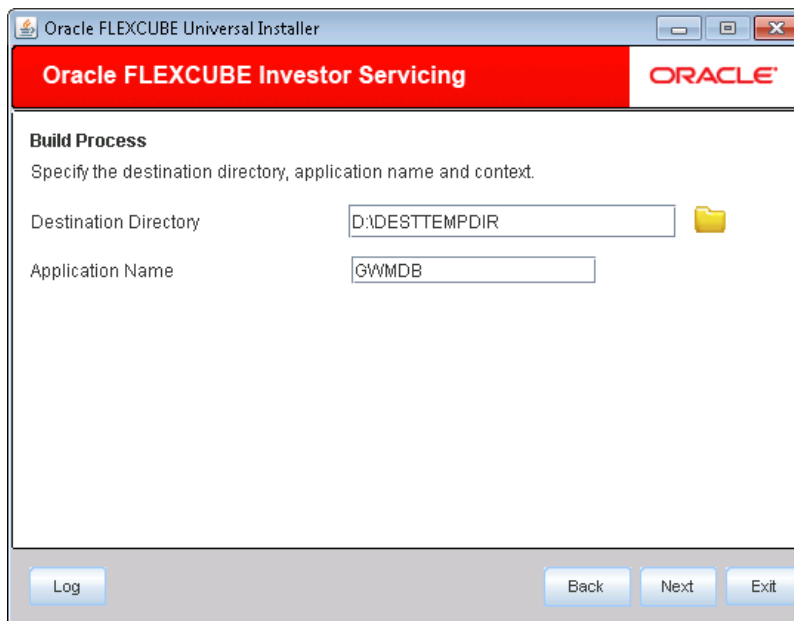 Oracle FLEXCUBE Universal Installer
Oracle FLEXCUBE Investor Servicing
ORACLE'
Build Process
Specify the destination directory, application name and context.
Destination Directory D:\DESTTEMPDIR
Application Name GWMDB
Log Back Next Exit